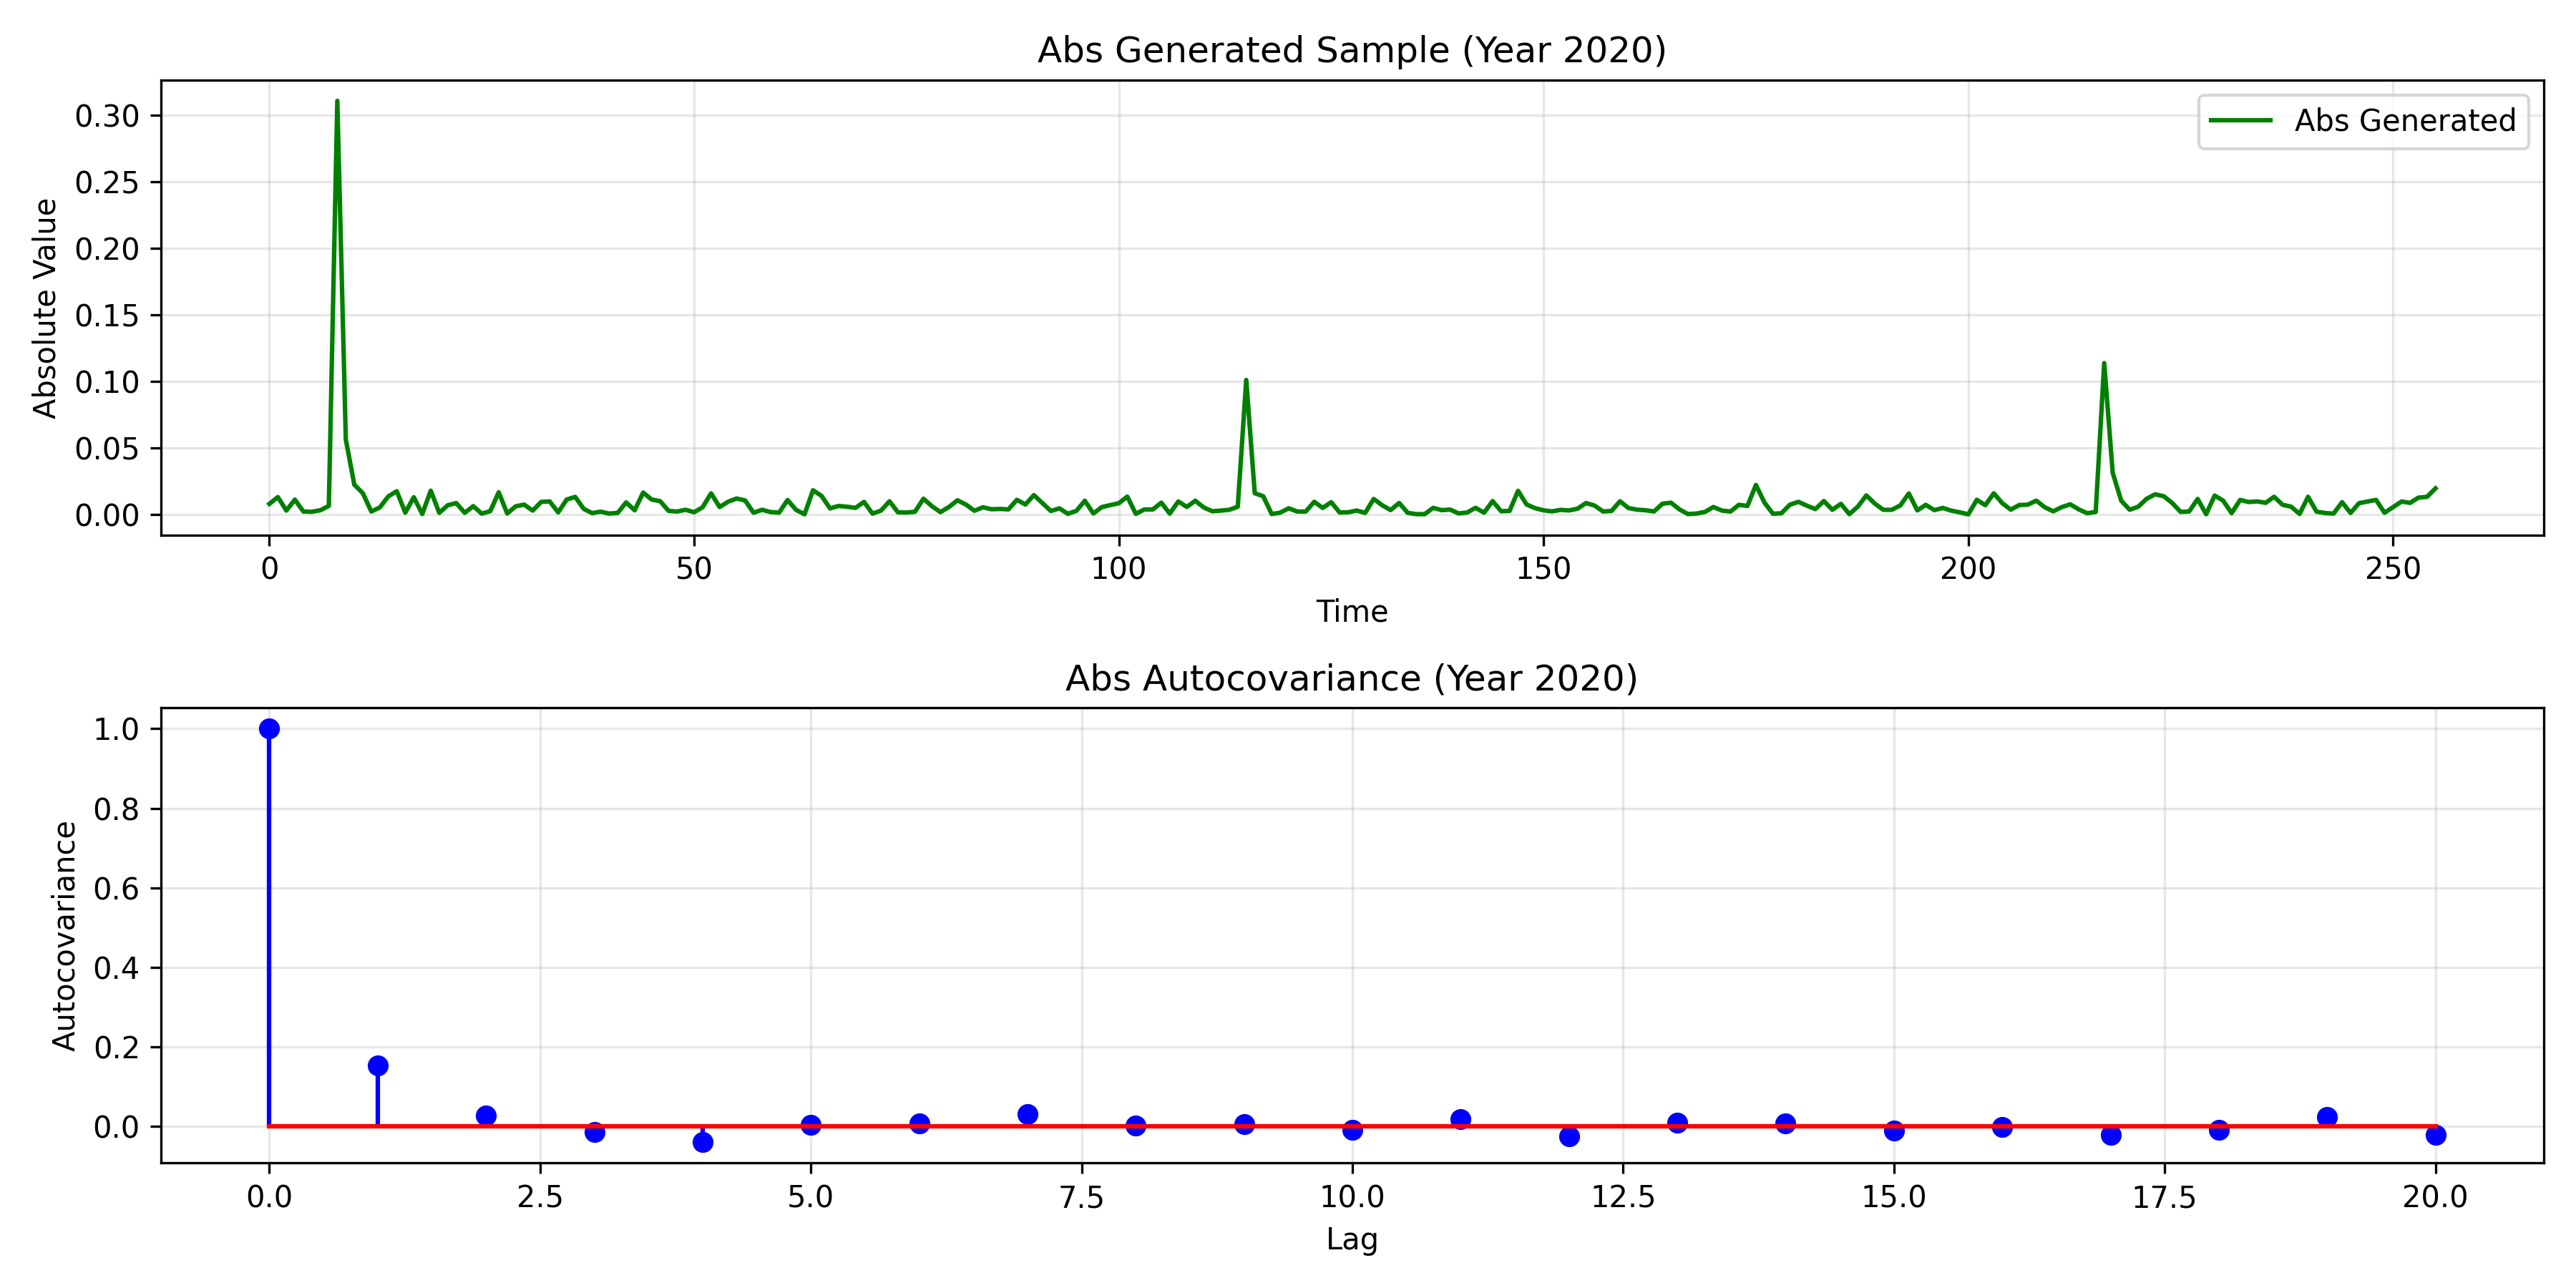 Abs Generated Sample (Year 2020)
Abs Generated
Absolute Value
0.30
0.25
0.20
0.15
0.10
0.05
0.00
0 50 100 150 200 250
Time
Abs Autocovariance (Year 2020)
Autocovariance
1.0
0.8
0.6
0.4
0.2
0.0
0.0 2.5 5.0 7.5 10.0 12.5 15.0 17.5 20.0
Lag